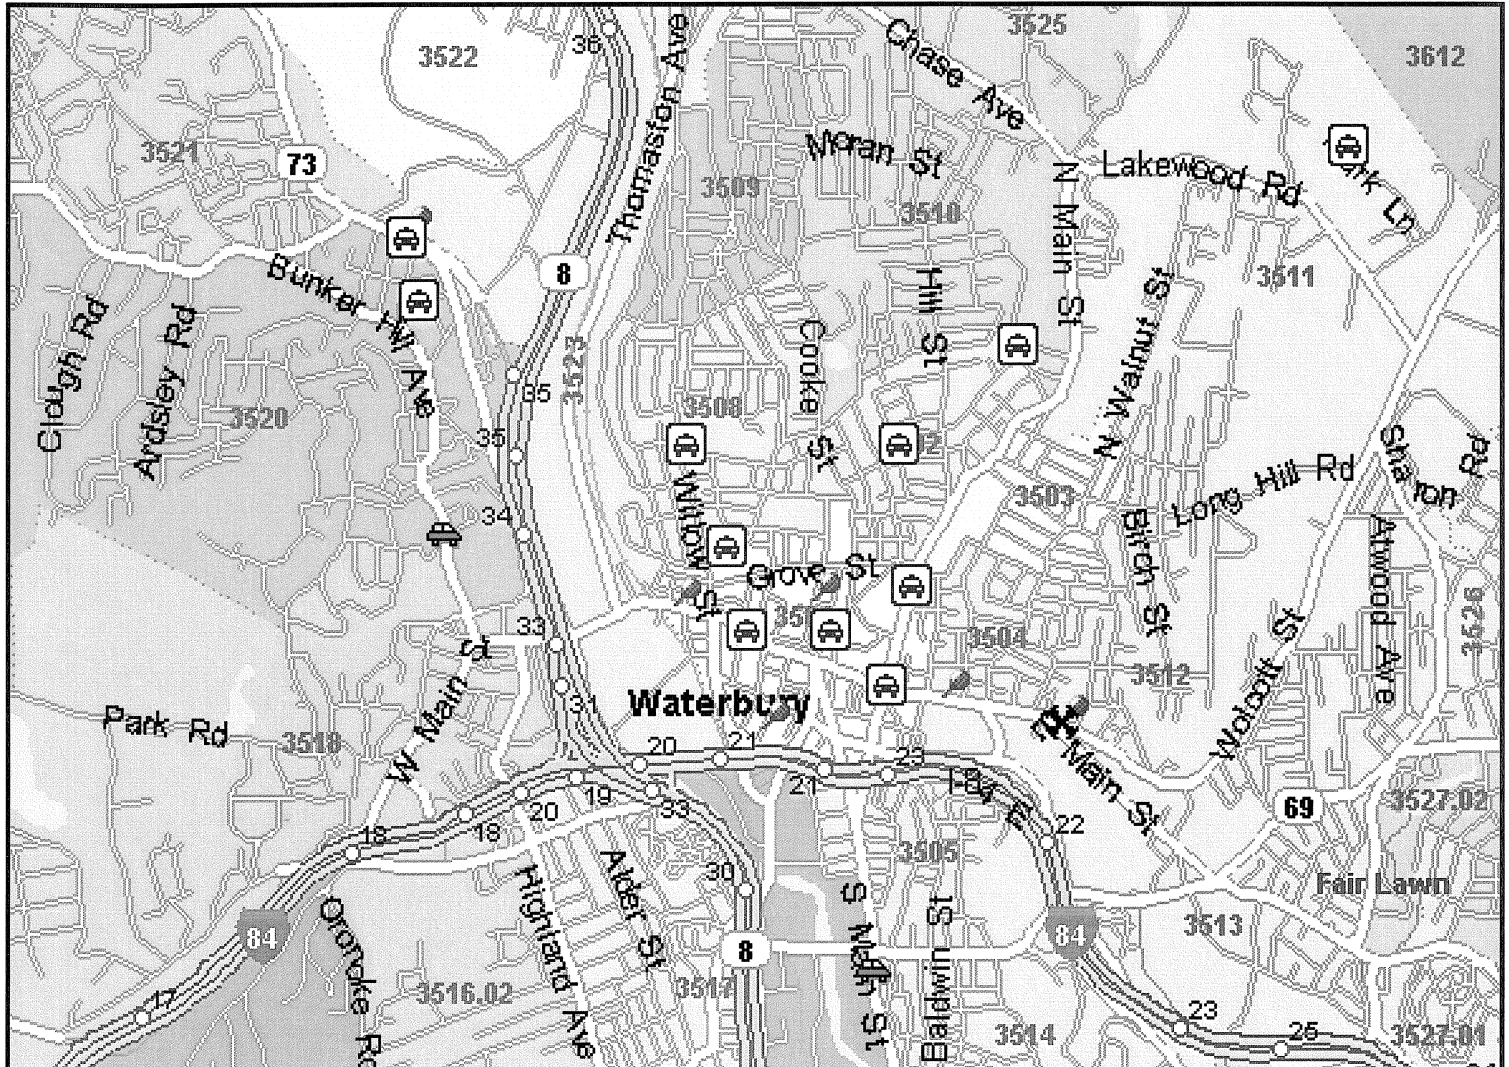 3522
36
Thomaston Ave
Chase Ave
3525
3612
3521
73
3509
Moran St
3510
N Main St
Lakewood Rd
Ln
8
3511
Bunker Hill Ave
Clough Rd
Ardsley Rd
3520
3523
35
35
34
3508
Cooke St
Hill St
N Walnut St
Willow St
3503
Long Hill Rd
Sharon Rd
Birch St
Atwood Ave
3526
Grove St
33
3504
3512
Wolcott St
W Main St
31
Waterbury
Park Rd
3518
20
21
21
23
I-84 E
22
Main St
69
3527.02
18
18
20
19
33
30
3505
Fair Lawn
Highland Ave
Alder St
Oronoke Rd
84
8
S Main St
Baldwin St
84
3513
17
3516.02
3517
3514
23
25
3527.01